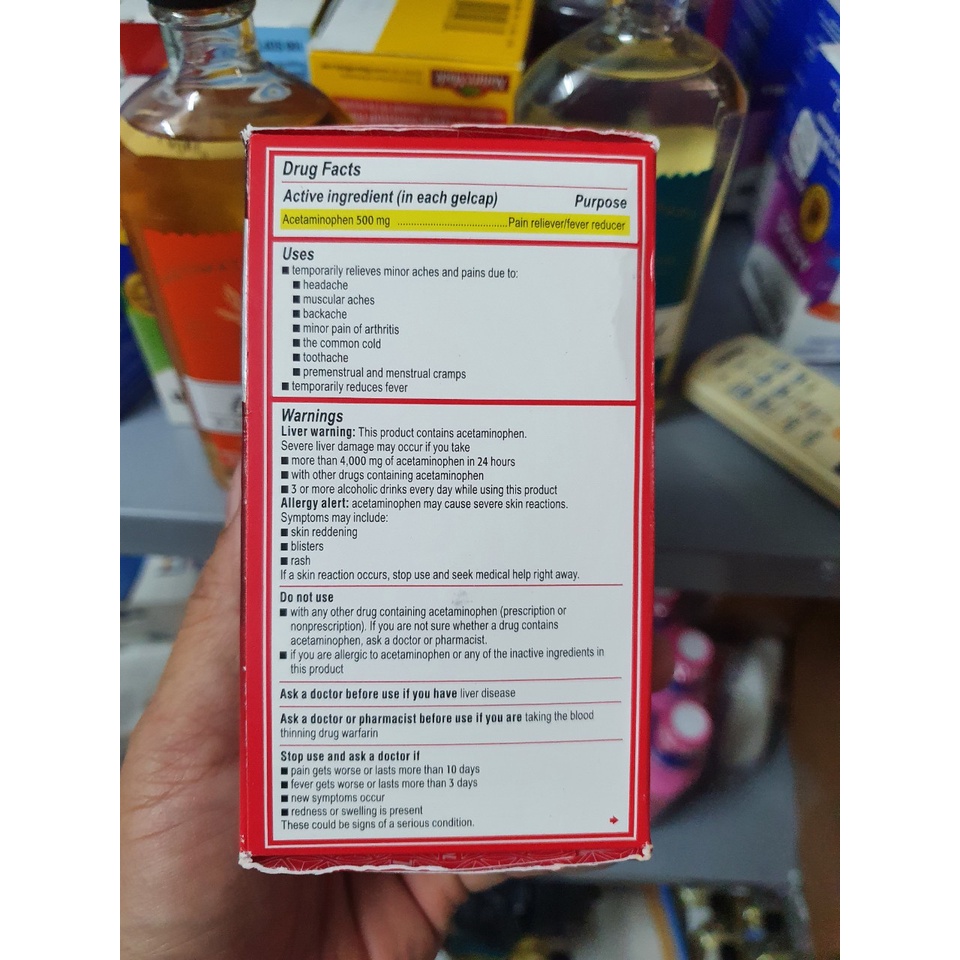 Drug Facts
Active ingredient (in each gelcap) Purpose
Acetaminophen 500 mg ........................................Pain reliever/fever reducer
Uses
■ temporarily relieves minor aches and pains due to:
■ headache
■ muscular aches
■ backache
■ minor pain of arthritis
■ the common cold
■ toothache
■ premenstrual and menstrual cramps
■ temporarily reduces fever
Warnings
Liver warning: This product contains acetaminophen.
Severe liver damage may occur if you take
■ more than 4,000 mg of acetaminophen in 24 hours
■ with other drugs containing acetaminophen
■ 3 or more alcoholic drinks every day while using this product
Allergy alert: acetaminophen may cause severe skin reactions.
Symptoms may include:
■ skin reddening
■ blisters
■ rash
If a skin reaction occurs, stop use and seek medical help right away.
Do not use
■ with any other drug containing acetaminophen (prescription or
nonprescription). If you are not sure whether a drug contains
acetaminophen, ask a doctor or pharmacist.
■ if you are allergic to acetaminophen or any of the inactive ingredients in
this product
Ask a doctor before use if you have liver disease
Ask a doctor or pharmacist before use if you are taking the blood
thinning drug warfarin
Stop use and ask a doctor if
■ pain gets worse or lasts more than 10 days
■ fever gets worse or lasts more than 3 days
■ new symptoms occur
■ redness or swelling is present
These could be signs of a serious condition.